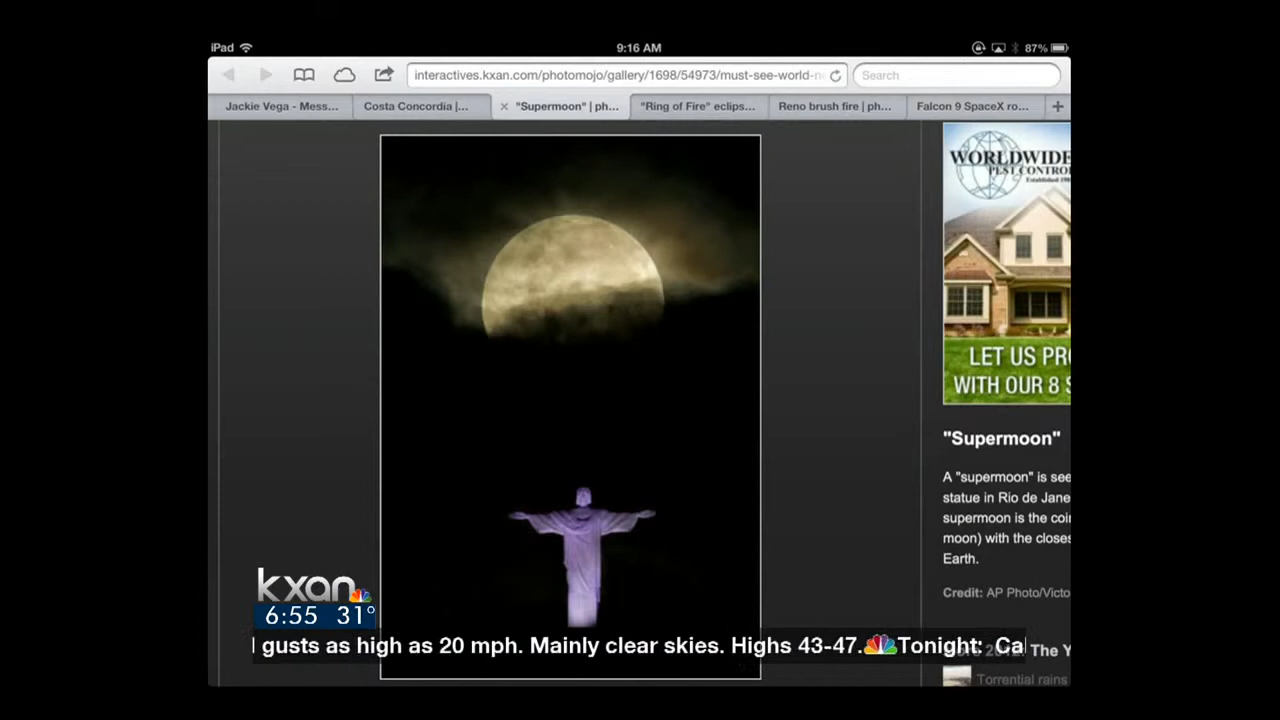 iPad
9:16 AM
87%
interactives.kxan.com/photomojo/gallery/1698/54973/must-see-world-n
Search
Jackie Vega - Mess...
Costa Concordia |...
"Supermoon" | ph...
"Ring of Fire" eclips...
Reno brush fire | ph...
Falcon 9 SpaceX ro...
WORLDWIDE
PEST CONTRO
LET US PR
WITH OUR 8 S
"Supermoon"
A "supermoon" is see
statue in Rio de Jane
supermoon is the coi
moon) with the closes
Earth.
Credit: AP Photo/Victo
kxan
6:55 31°
gusts as high as 20 mph. Mainly clear skies. Highs 43-47. Tonight: Ca
2012: The Y
Torrential rains